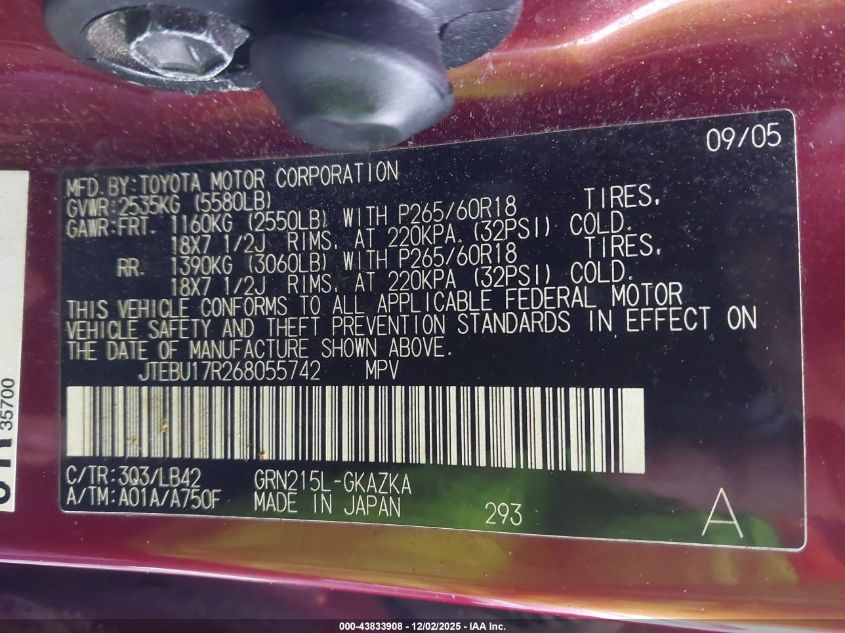 09/05
MFD. BY: TOYOTA MOTOR CORPORATION
GVWR: 2535KG (5580LB)
GAWR: FRT. 1160KG (2550LB) WITH P265/60R18 TIRES,
18X7 1/2J RIMS, AT 220KPA (32PSI) COLD.
RR. 1390KG (3060LB) WITH P265/60R18 TIRES,
18X7 1/2J RIMS, AT 220KPA (32PSI) COLD.
THIS VEHICLE CONFORMS TO ALL APPLICABLE FEDERAL MOTOR
VEHICLE SAFETY AND THEFT PREVENTION STANDARDS IN EFFECT ON
THE DATE OF MANUFACTURE SHOWN ABOVE.
JTEBU17R268055742 MPV
C/TR: 3Q3/LB42 GRN215L-GKAZKA
A/TM: A01A/A750F MADE IN JAPAN 293 A
35700
000-43833908 - 12/02/2025 - IAA Inc.